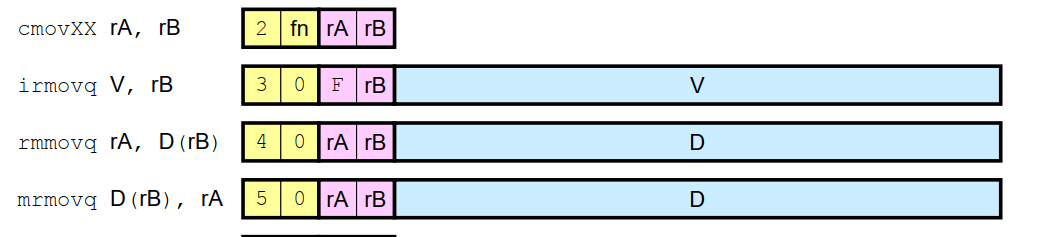 cmovXX rA, rB 2 fn rA rB
irmovq V, rB 3 0 F rB V
rmmovq rA, D(rB) 4 0 rA rB D
mrmovq D(rB), rA 5 0 rA rB D